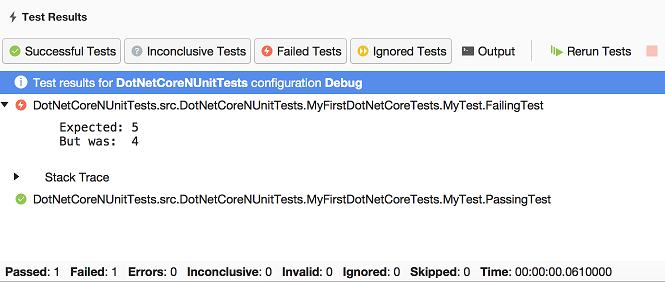 Test Results
Successful Tests Inconclusive Tests Failed Tests Ignored Tests Output Rerun Tests
Test results for DotNetCoreNUnitTests configuration Debug
DotNetCoreNUnitTests.src.DotNetCoreNUnitTests.MyFirstDotNetCoreTests.MyTest.FailingTest
Expected: 5
But was: 4
Stack Trace
DotNetCoreNUnitTests.src.DotNetCoreNUnitTests.MyFirstDotNetCoreTests.MyTest.PassingTest
Passed: 1 Failed: 1 Errors: 0 Inconclusive: 0 Invalid: 0 Ignored: 0 Skipped: 0 Time: 00:00:00.0610000